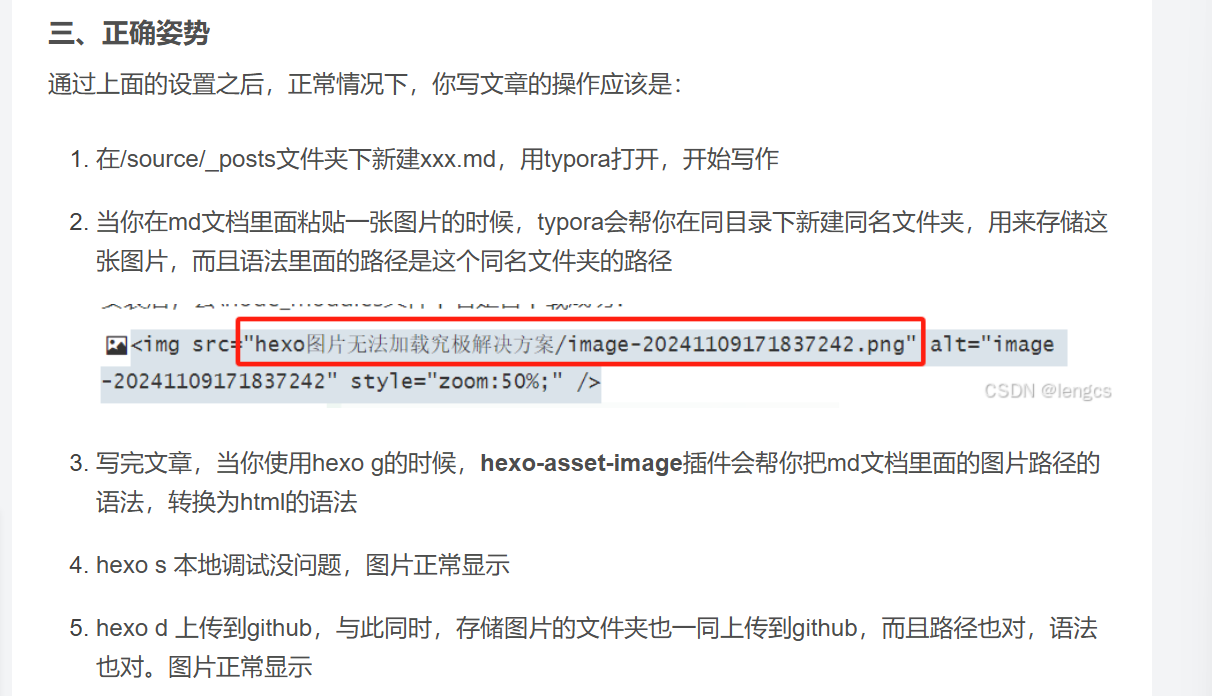 三、正确姿势
通过上面的设置之后，正常情况下，你写文章的操作应该是：
1. 在/source/_posts文件夹下新建xxx.md，用typora打开，开始写作
2. 当你在md文档里面粘贴一张图片的时候，typora会帮你在同目录下新建同名文件夹，用来存储这
张图片，而且语法里面的路径是这个同名文件夹的路径
<img src="hexo图片无法加载究极解决方案/image-20241109171837242.png" alt="image
-20241109171837242" style="zoom:50%;" />
CSDN @lengcs
3. 写完文章，当你使用hexo g的时候，hexo-asset-image插件会帮你把md文档里面的图片路径的
语法，转换为html的语法
4. hexo s 本地调试没问题，图片正常显示
5. hexo d 上传到github，与此同时，存储图片的文件夹也一同上传到github，而且路径也对，语法
也对。图片正常显示